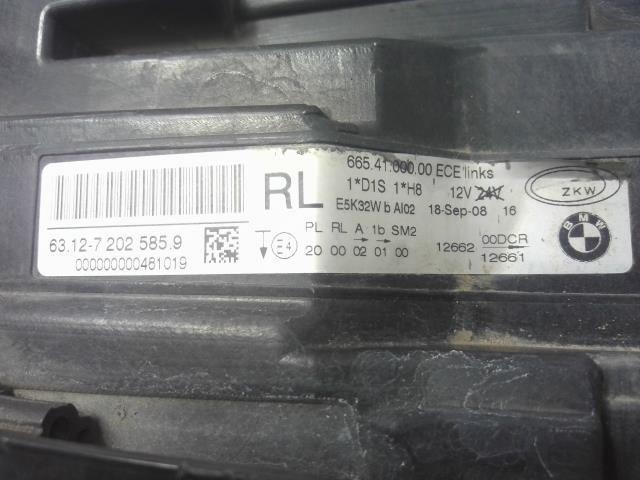 665.41.000.00 ECE links
RL
1*D1S 1*H8 12V 24V
ZKW
E5K32W b Al02 18-Sep-08 16
BMW
63.12-7 202 585.9
000000000481019
E4
PL RL A 1b SM2
20 00 02 01 00
12662 00DCR
12661